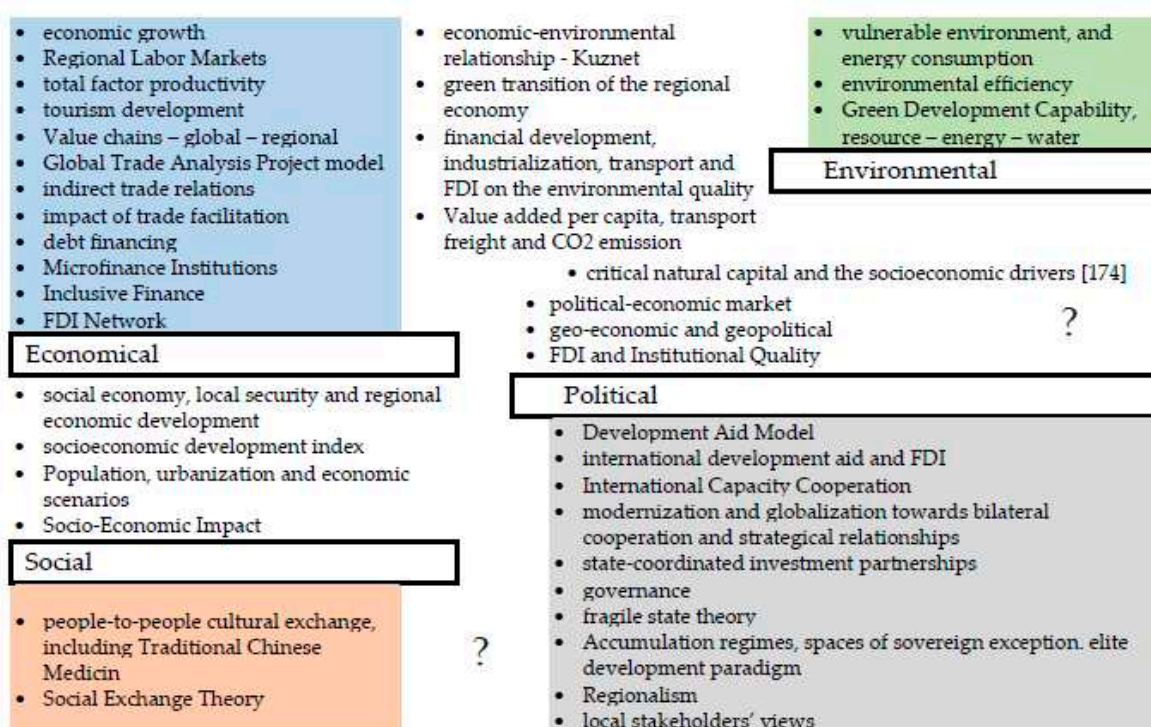 • economic growth
• Regional Labor Markets
• total factor productivity
• tourism development
• Value chains – global – regional
• Global Trade Analysis Project model
• indirect trade relations
• impact of trade facilitation
• debt financing
• Microfinance Institutions
• Inclusive Finance
• FDI Network
Economical
• social economy, local security and regional
economic development
• socioeconomic development index
• Population, urbanization and economic
scenarios
• Socio-Economic Impact
Social
• people-to-people cultural exchange,
including Traditional Chinese
Medicin
• Social Exchange Theory
• economic-environmental
relationship - Kuznet
• green transition of the regional
economy
• financial development,
industrialization, transport and
FDI on the environmental quality
• Value added per capita, transport
freight and CO2 emission
• vulnerable environment, and
energy consumption
• environmental efficiency
• Green Development Capability,
resource – energy – water
Environmental
• critical natural capital and the socioeconomic drivers [174]
• political-economic market
• geo-economic and geopolitical
• FDI and Institutional Quality
?
Political
• Development Aid Model
• international development aid and FDI
• International Capacity Cooperation
• modernization and globalization towards bilateral
cooperation and strategical relationships
• state-coordinated investment partnerships
• governance
• fragile state theory
• Accumulation regimes, spaces of sovereign exception. elite
development paradigm
• Regionalism
• local stakeholders' views
?